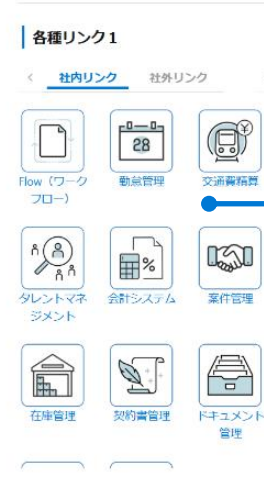 各種リンク1
社内リンク 社外リンク
Flow（ワーク
フロー）
勤怠管理
交通費精算
28
¥
タレントマネ
ジメント
会計システム
案件管理
%
在庫管理
契約書管理
ドキュメント
管理